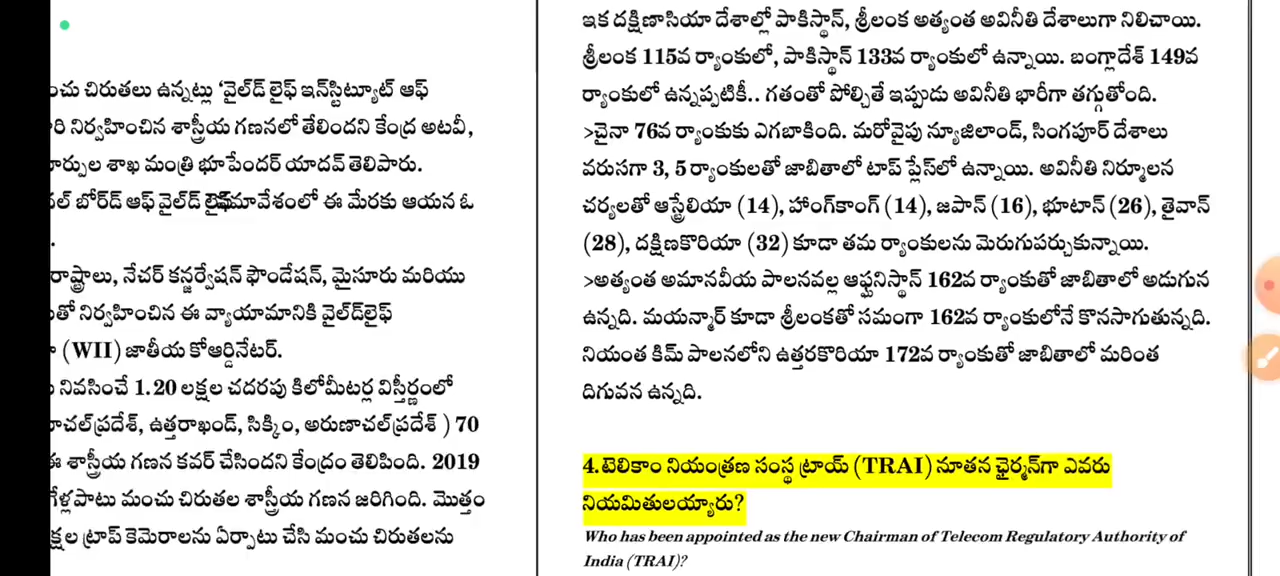 ంచు చిరుతలు ఉన్నట్లు ‘వైల్డ్ లైఫ్ ఇన్‌స్టిట్యూట్ ఆఫ్
రి నిర్వహించిన శాస్త్రీయ గణనలో తేలిందని కేంద్ర అటవీ,
ార్పుల శాఖ మంత్రి భూపేందర్ యాదవ్ తెలిపారు.
నల్ బోర్డ్ ఆఫ్ వైల్డ్ లైఫ్ సమావేశంలో ఈ మేరకు ఆయన ఓ
.
రాష్ట్రాలు, నేచర్ కన్జర్వేషన్ ఫౌండేషన్, మైసూరు మరియు
తో నిర్వహించిన ఈ వ్యాయామానికి వైల్డ్‌లైఫ్
ా (WII) జాతీయ కోఆర్డినేటర్.
నివసించే 1.20 లక్షల చదరపు కిలోమీటర్ల విస్తీర్ణంలో
ాచల్‌ప్రదేశ్, ఉత్తరాఖండ్, సిక్కిం, అరుణాచల్‌ప్రదేశ్ ) 70
ఈ శాస్త్రీయ గణన కవర్ చేసిందని కేంద్రం తెలిపింది. 2019
గేళ్లపాటు మంచు చిరుతల శాస్త్రీయ గణన జరిగింది. మొత్తం
క్షల ట్రాప్ కెమెరాలను ఏర్పాటు చేసి మంచు చిరుతలను
ఇక దక్షిణాసియా దేశాల్లో పాకిస్థాన్, శ్రీలంక అత్యంత అవినీతి దేశాలుగా నిలిచాయి.
శ్రీలంక 115వ ర్యాంకులో, పాకిస్థాన్ 133వ ర్యాంకులో ఉన్నాయి. బంగ్లాదేశ్ 149వ
ర్యాంకులో ఉన్నప్పటికీ.. గతంతో పోల్చితే ఇప్పుడు అవినీతి భారీగా తగ్గుతోంది.
>చైనా 76వ ర్యాంకుకు ఎగబాకింది. మరోవైపు న్యూజిలాండ్, సింగపూర్ దేశాలు
వరుసగా 3, 5 ర్యాంకులతో జాబితాలో టాప్ ప్లేస్‌లో ఉన్నాయి. అవినీతి నిర్మూలన
చర్యలతో ఆస్ట్రేలియా (14), హాంగ్‌కాంగ్ (14), జపాన్ (16), భూటాన్ (26), తైవాన్
(28), దక్షిణకొరియా (32) కూడా తమ ర్యాంకులను మెరుగుపర్చుకున్నాయి.
>అత్యంత అమానవీయ పాలనవల్ల ఆఫ్ఘనిస్థాన్ 162వ ర్యాంకుతో జాబితాలో అడుగున
ఉన్నది. మయన్మార్ కూడా శ్రీలంకతో సమంగా 162వ ర్యాంకులోనే కొనసాగుతున్నది.
నియంత కిమ్ పాలనలోని ఉత్తరకొరియా 172వ ర్యాంకుతో జాబితాలో మరింత
దిగువన ఉన్నది.
4.టెలికాం నియంత్రణ సంస్థ ట్రాయ్ (TRAI) నూతన ఛైర్మన్‌గా ఎవరు
నియమితులయ్యారు?
Who has been appointed as the new Chairman of Telecom Regulatory Authority of
India (TRAI)?